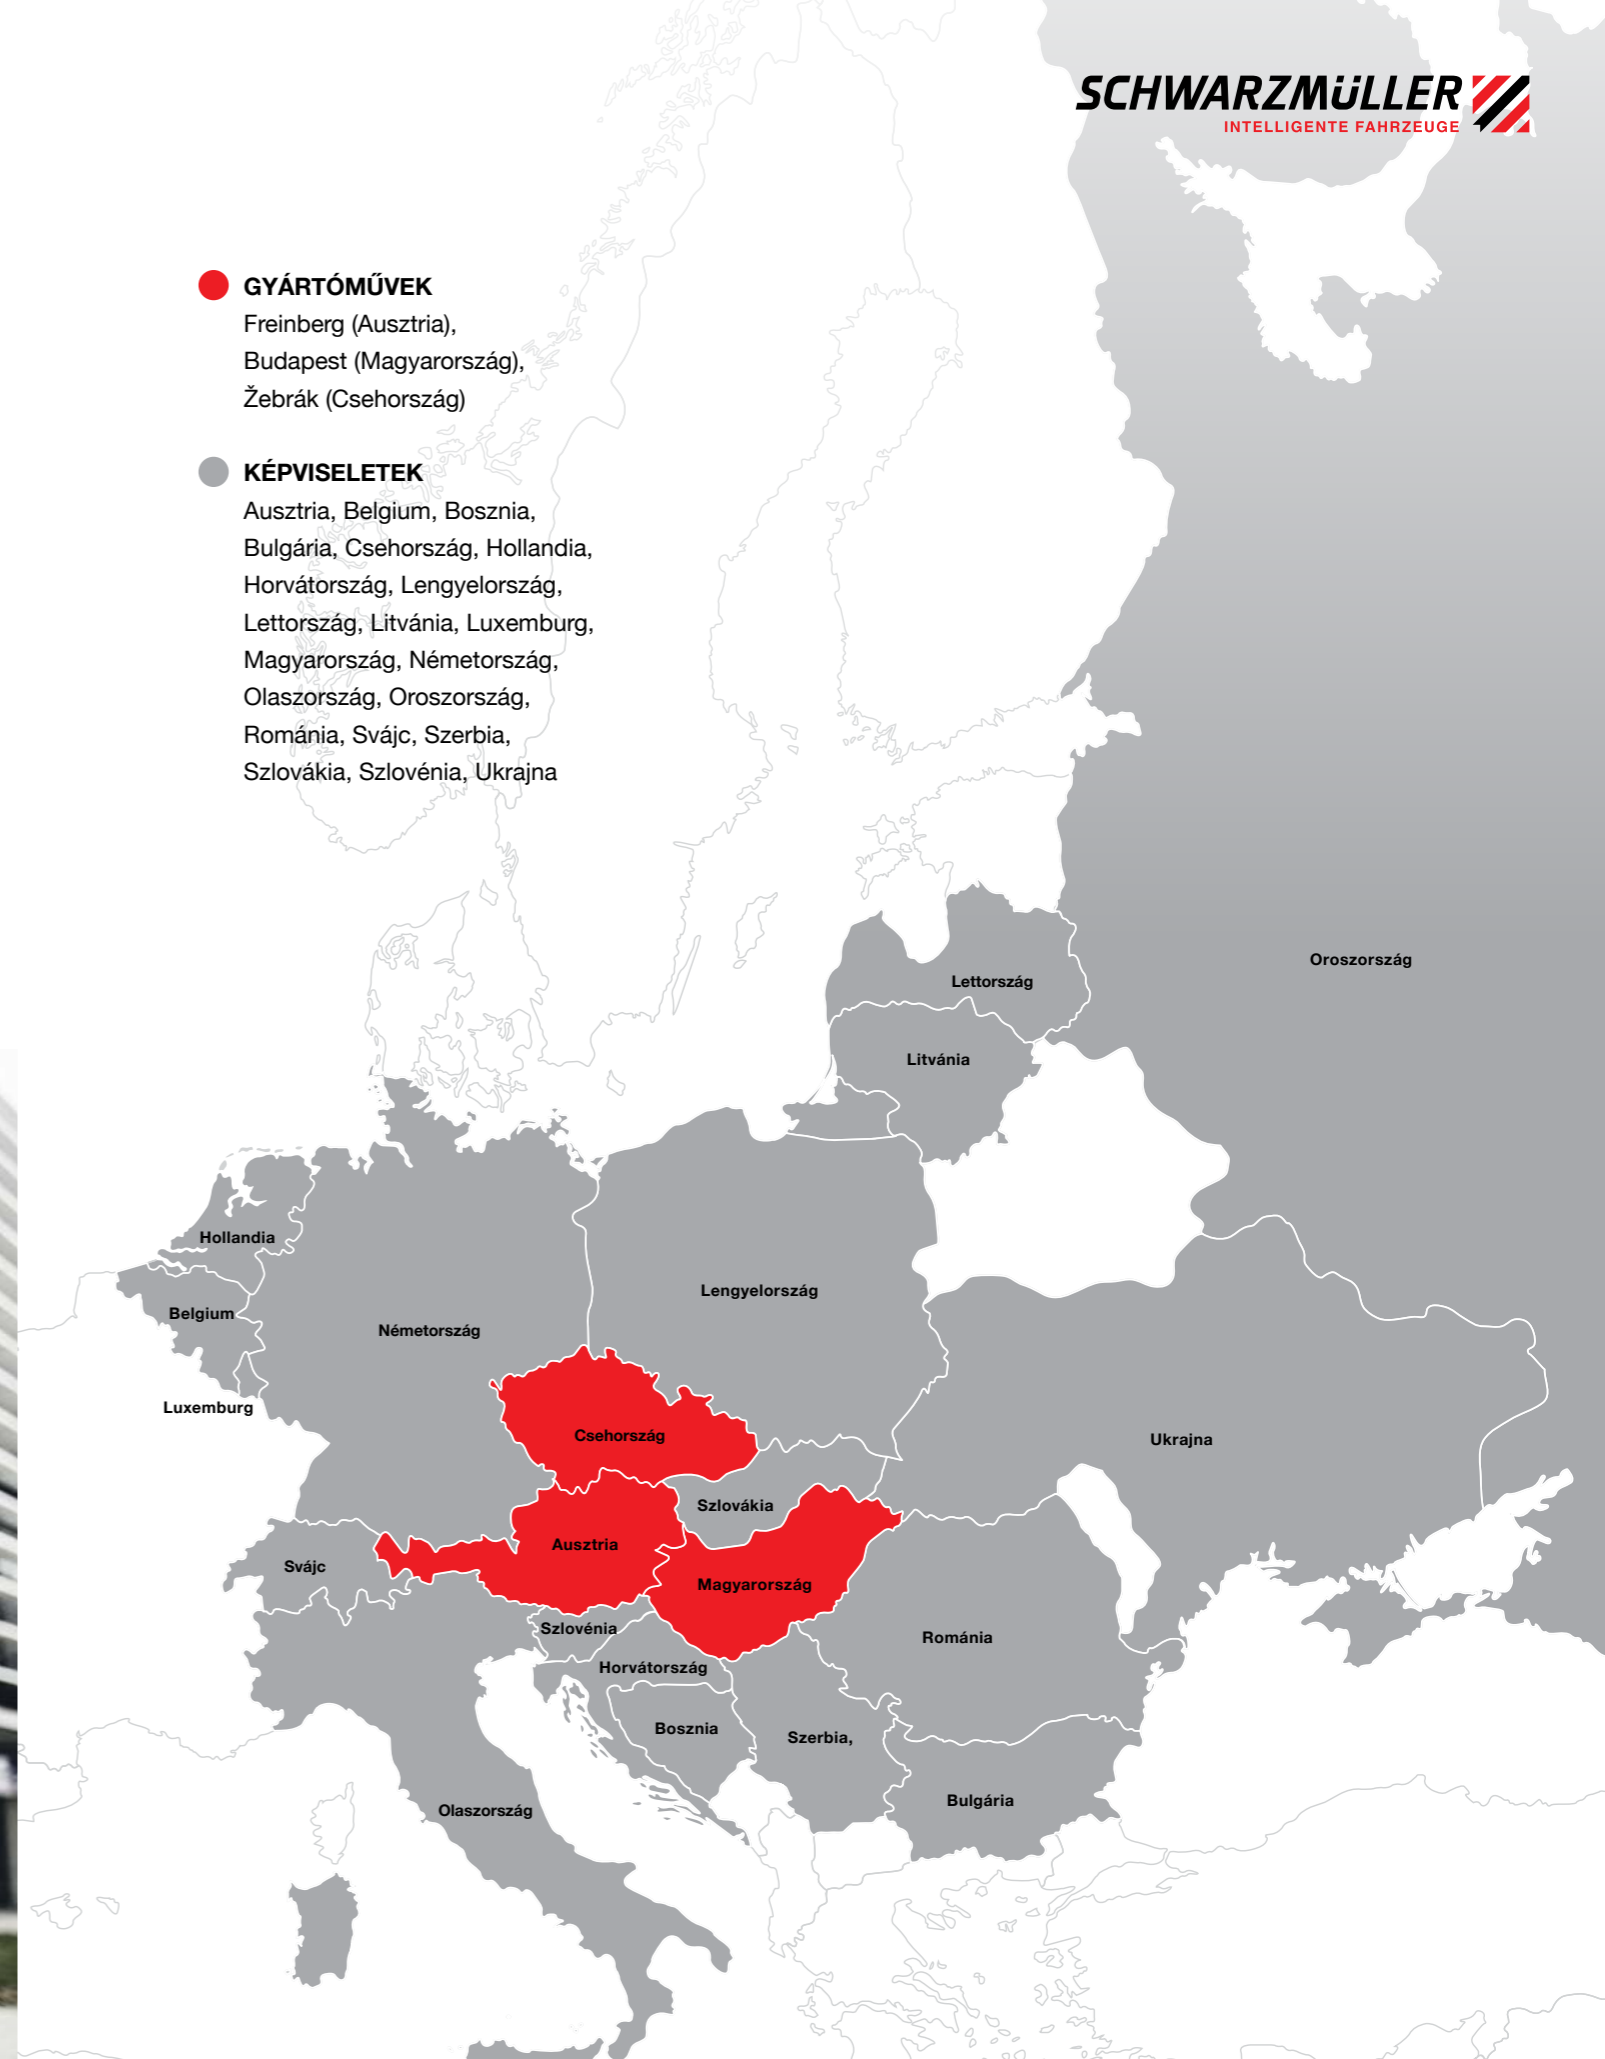 SCHWARZMÜLLER
INTELLIGENTE FAHRZEUGE
GYÁRTÓMŰVEK
Freinberg (Ausztria),
Budapest (Magyarország),
Žebrák (Csehország)
KÉPVISELETEK
Ausztria, Belgium, Bosznia,
Bulgária, Csehország, Hollandia,
Horvátország, Lengyelország,
Lettország, Litvánia, Luxemburg,
Magyarország, Németország,
Olaszország, Oroszország,
Románia, Svájc, Szerbia,
Szlovákia, Szlovénia, Ukrajna
Oroszország
Lettország
Litvánia
Hollandia
Lengyelország
Belgium
Németország
Luxemburg
Csehország
Ukrajna
Szlovákia
Ausztria
Svájc
Magyarország
Szlovénia
Románia
Horvátország
Bosznia
Szerbia,
Bulgária
Olaszország